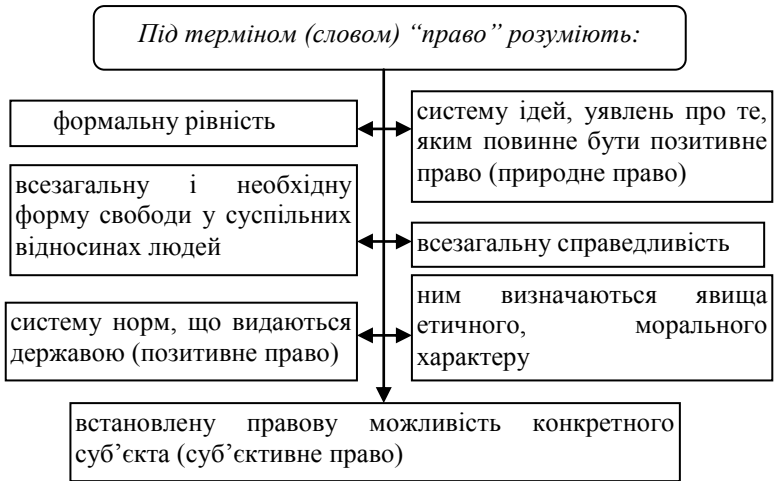 Під терміном (словом) “право” розуміють:
формальну рівність
систему ідей, уявлень про те,
яким повинне бути позитивне
право (природне право)
всезагальну і необхідну
форму свободи у суспільних
відносинах людей
всезагальну справедливість
систему норм, що видаються
державою (позитивне право)
ним визначаються явища
етичного, морального
характеру
встановлену правову можливість конкретного
суб’єкта (суб’єктивне право)